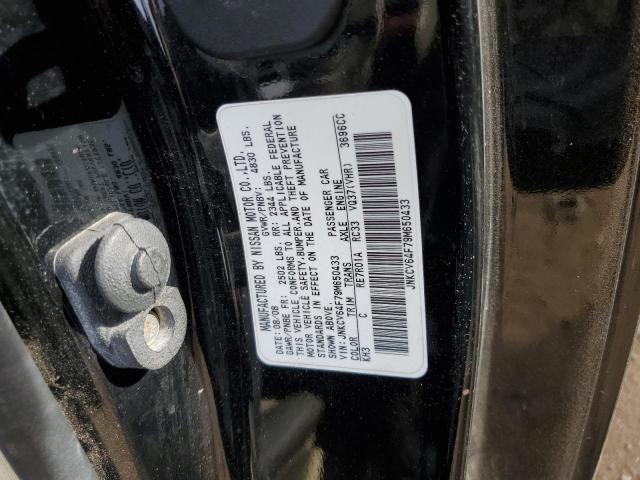 MANUFACTURED BY NISSAN MOTOR CO.,LTD.
DATE: 08/08 GVWR/PNBV: 4830 LBS.
GAWR/PNBE FR: 2502 LBS. RR: 2344 LBS.
THIS VEHICLE CONFORMS TO ALL APPLICABLE FEDERAL
MOTOR VEHICLE SAFETY,BUMPER,AND THEFT PREVENTION
STANDARDS IN EFFECT ON THE DATE OF MANUFACTURE
SHOWN ABOVE.
VIN:JNKCV64F79M650433 PASSENGER CAR
COLOR TRIM TRANS AXLE ENGINE
KH3 C RE7R01A RC33 VQ37(VHR) 3696CC
JNKCV64F79M650433